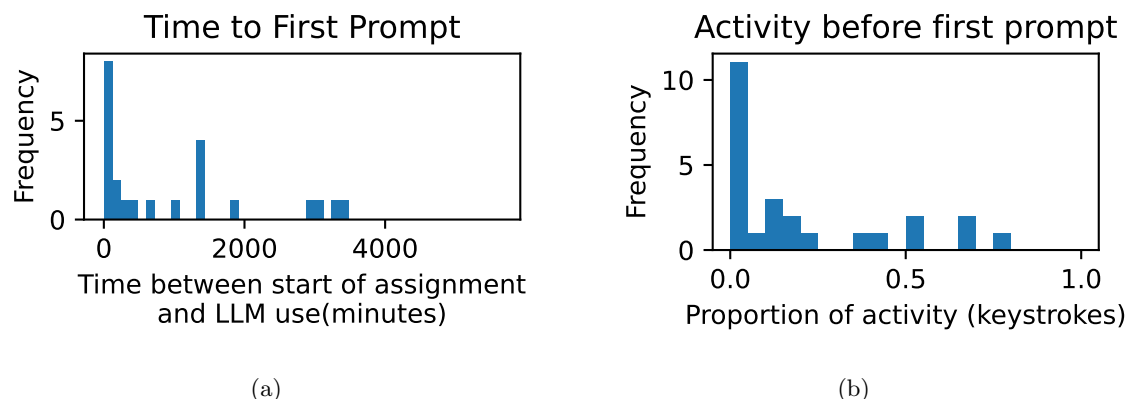 Time to First Prompt
Frequency
5
0
0 2000 4000
Time between start of assignment
and LLM use(minutes)
(a)
Activity before first prompt
Frequency
10
5
0
0.0 0.5 1.0
Proportion of activity (keystrokes)
(b)